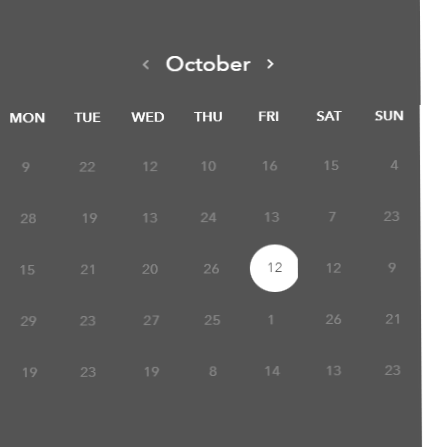 ‹ October ›
MON TUE WED THU FRI SAT SUN
9 22 12 10 16 15 4
28 19 13 24 13 7 23
15 21 20 26 12 12 9
29 23 27 25 1 26 21
19 23 19 8 14 13 23